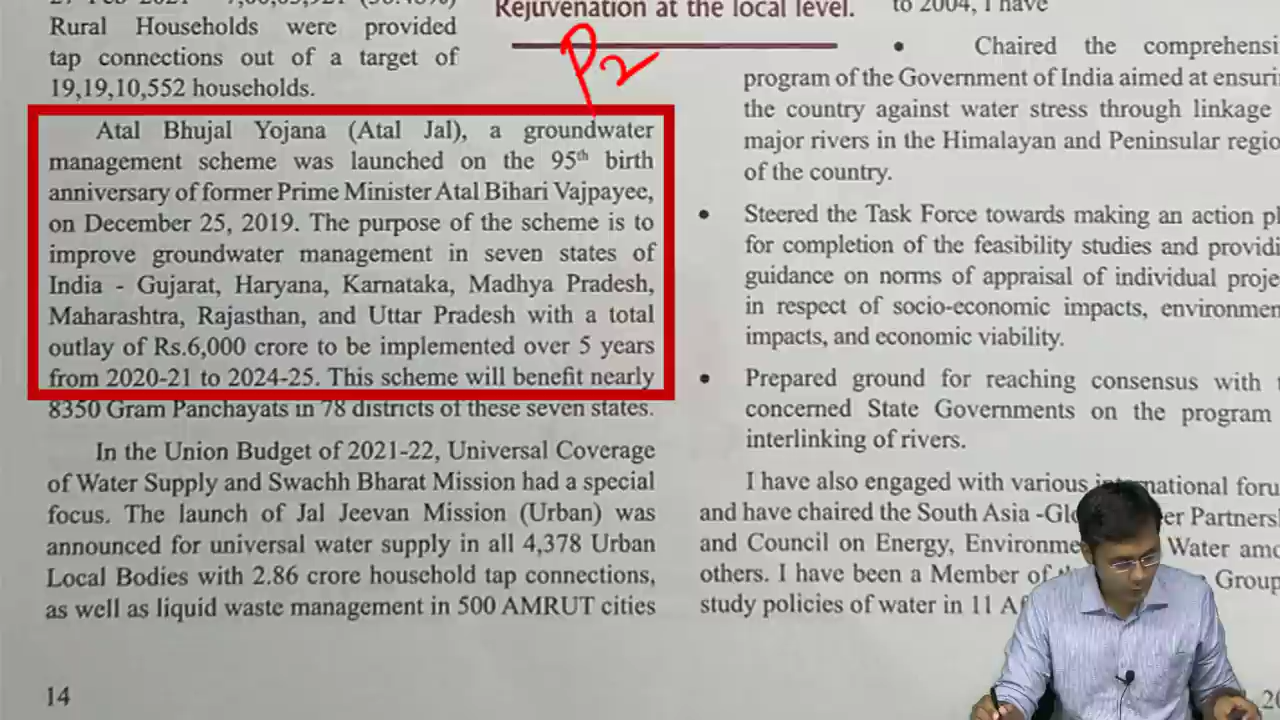 Rural Households were provided
tap connections out of a target of
19,19,10,552 households.
Atal Bhujal Yojana (Atal Jal), a groundwater
management scheme was launched on the 95th birth
anniversary of former Prime Minister Atal Bihari Vajpayee,
on December 25, 2019. The purpose of the scheme is to
improve groundwater management in seven states of
India - Gujarat, Haryana, Karnataka, Madhya Pradesh,
Maharashtra, Rajasthan, and Uttar Pradesh with a total
outlay of Rs.6,000 crore to be implemented over 5 years
from 2020-21 to 2024-25. This scheme will benefit nearly
8350 Gram Panchayats in 78 districts of these seven states.
In the Union Budget of 2021-22, Universal Coverage
of Water Supply and Swachh Bharat Mission had a special
focus. The launch of Jal Jeevan Mission (Urban) was
announced for universal water supply in all 4,378 Urban
Local Bodies with 2.86 crore household tap connections,
as well as liquid waste management in 500 AMRUT cities
14
Rejuvenation at the local level.
P2
to 2004, I have
• Chaired the
program of the Government of India aimed at
the country against water stress through linkage
major rivers in the Himalayan and Peninsular
of the country.
• Steered the Task Force towards making an action
for completion of the feasibility studies and
guidance on norms of appraisal of individual
in respect of socio-economic impacts,
impacts, and economic viability.
• Prepared ground for reaching consensus with
concerned State Governments on the program
interlinking of rivers.
I have also engaged with various
and have chaired the South Asia
and Council on Energy, Water
others. I have been a Member of Group
study policies of water in 11